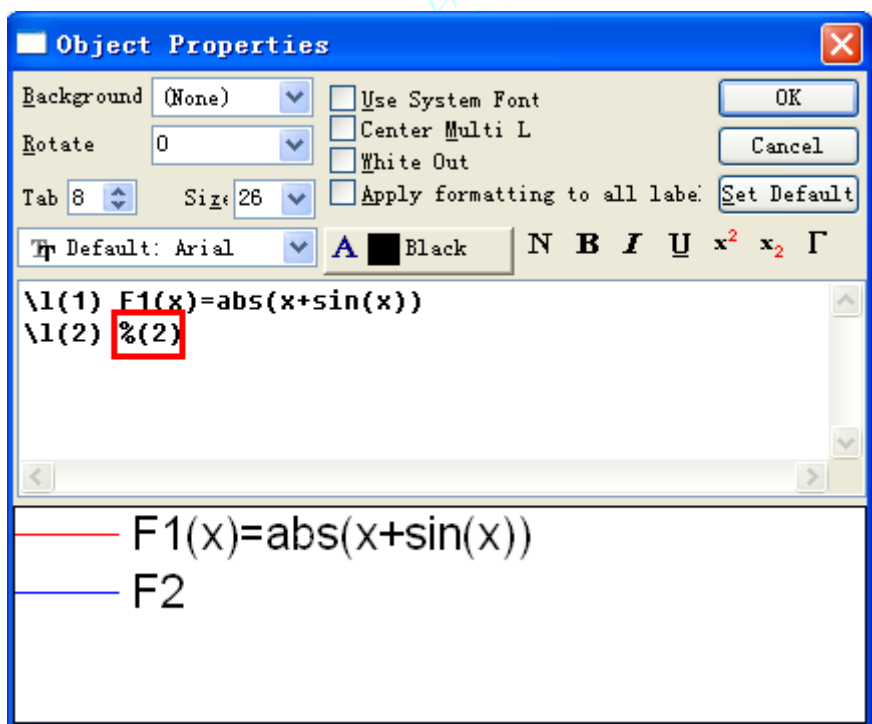 Object Properties
Background (None) Use System Font OK
Center Multi L
Rotate 0 Cancel
White Out
Tab 8 Size 26 Apply formatting to all label Set Default
Default: Arial A Black N B I U x² x₂ Γ
\l(1) F1(x)=abs(x+sin(x))
\l(2) %(2)
F1(x)=abs(x+sin(x))
F2